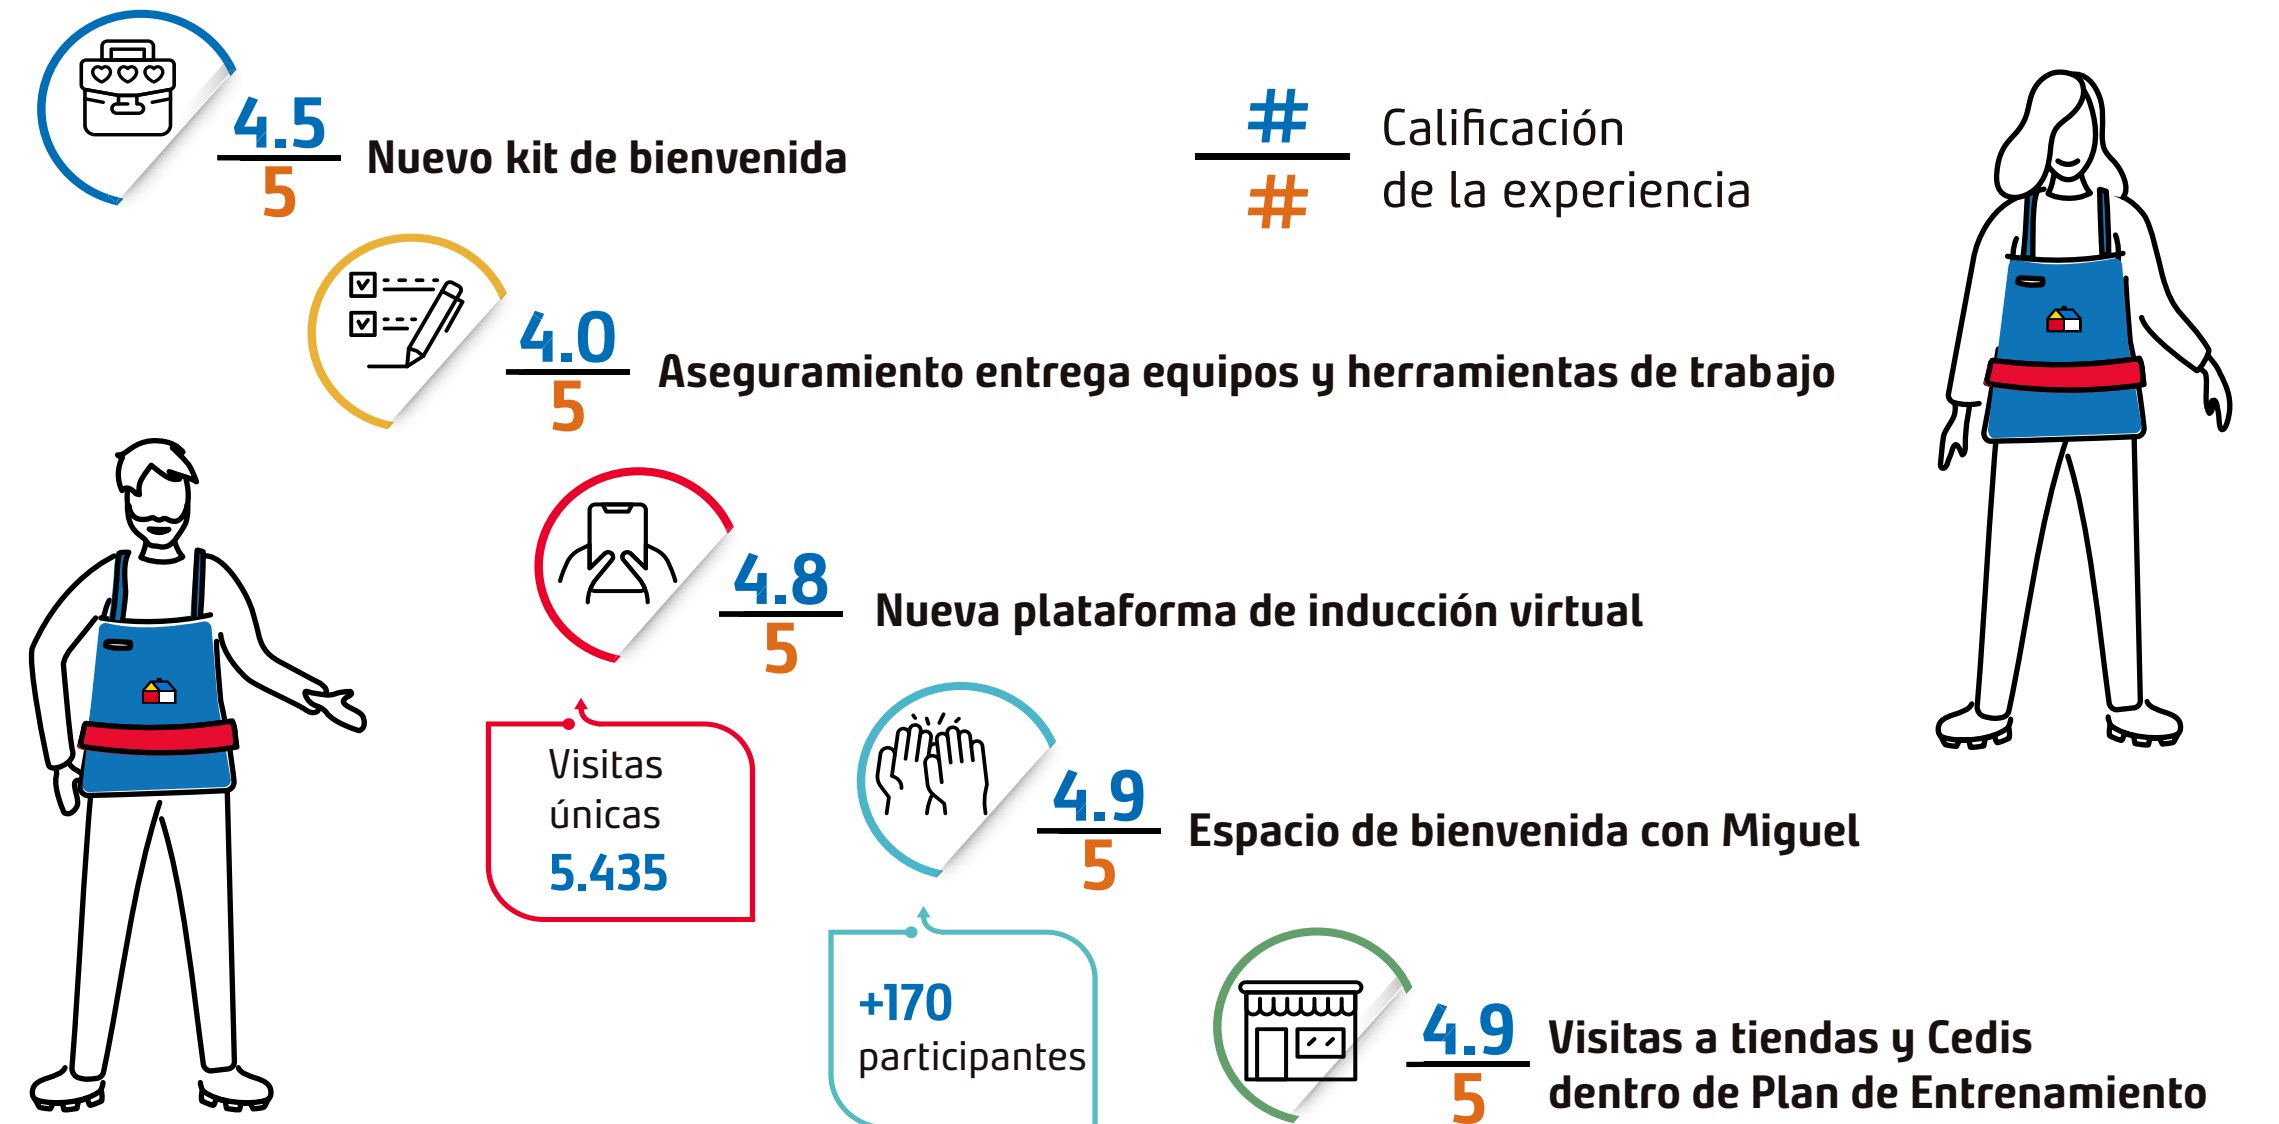 4.5
5
Nuevo kit de bienvenida
#
#
Calificación
de la experiencia
4.0
5
Aseguramiento entrega equipos y herramientas de trabajo
4.8
5
Nueva plataforma de inducción virtual
Visitas
únicas
5.435
4.9
5
Espacio de bienvenida con Miguel
+170
participantes
4.9
5
Visitas a tiendas y Cedis
dentro de Plan de Entrenamiento